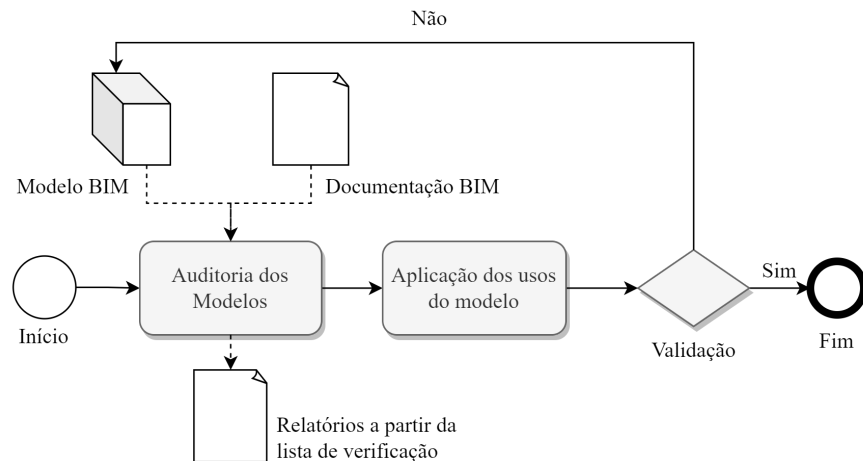 Não
Modelo BIM
Documentação BIM
Auditoria dos
Modelos
Aplicação dos usos
do modelo
Sim
Início
Validação
Fim
Relatórios a partir da
lista de verificação